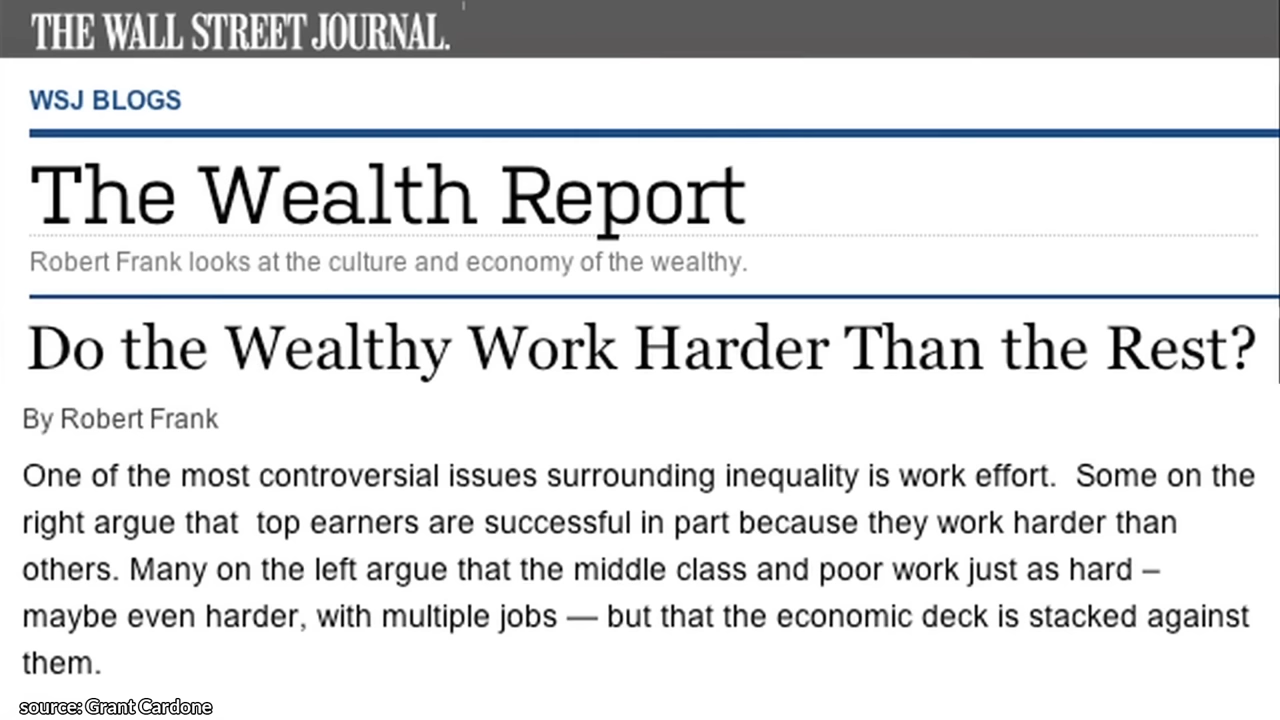 THE WALL STREET JOURNAL.
WSJ BLOGS
The Wealth Report
Robert Frank looks at the culture and economy of the wealthy.
Do the Wealthy Work Harder Than the Rest?
By Robert Frank
One of the most controversial issues surrounding inequality is work effort.  Some on the
right argue that  top earners are successful in part because they work harder than
others. Many on the left argue that the middle class and poor work just as hard –
maybe even harder, with multiple jobs — but that the economic deck is stacked against
them.
source: Grant Cardone